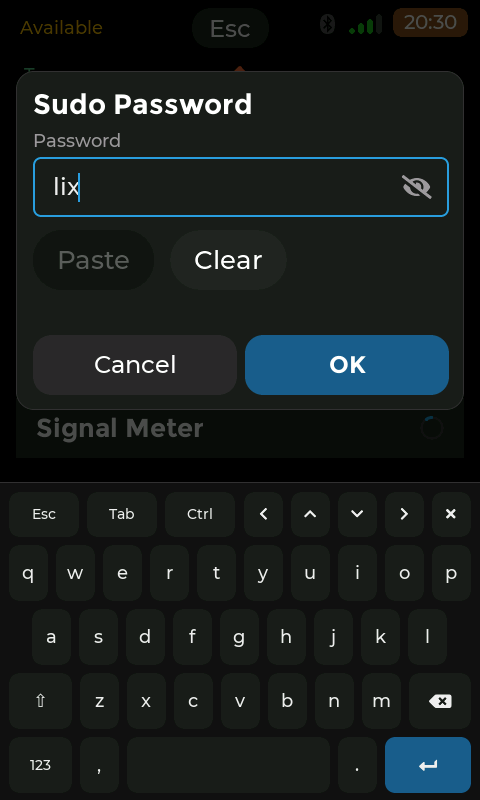 Available
Esc
20:30
Sudo Password
Password
lix
Paste
Clear
Cancel
OK
Signal Meter
Esc Tab Ctrl
q w e r t y u i o p
a s d f g h j k l
z x c v b n m
123 , .